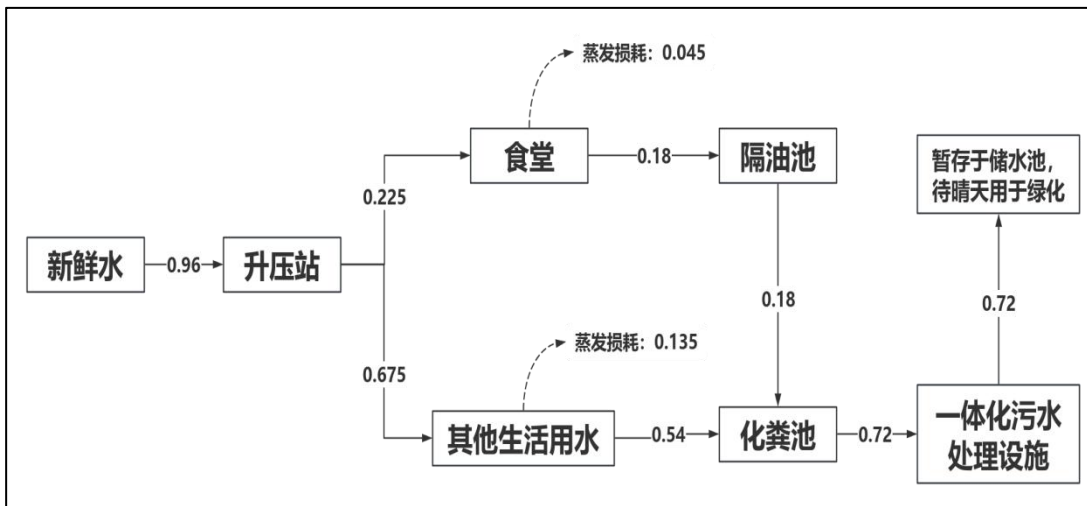 蒸发损耗：0.045
食堂
0.18
隔油池
暂存于储水池，
待晴天用于绿化
0.225
新鲜水
0.96
升压站
0.18
0.72
蒸发损耗：0.135
0.675
其他生活用水
0.54
化粪池
0.72
一体化污水
处理设施